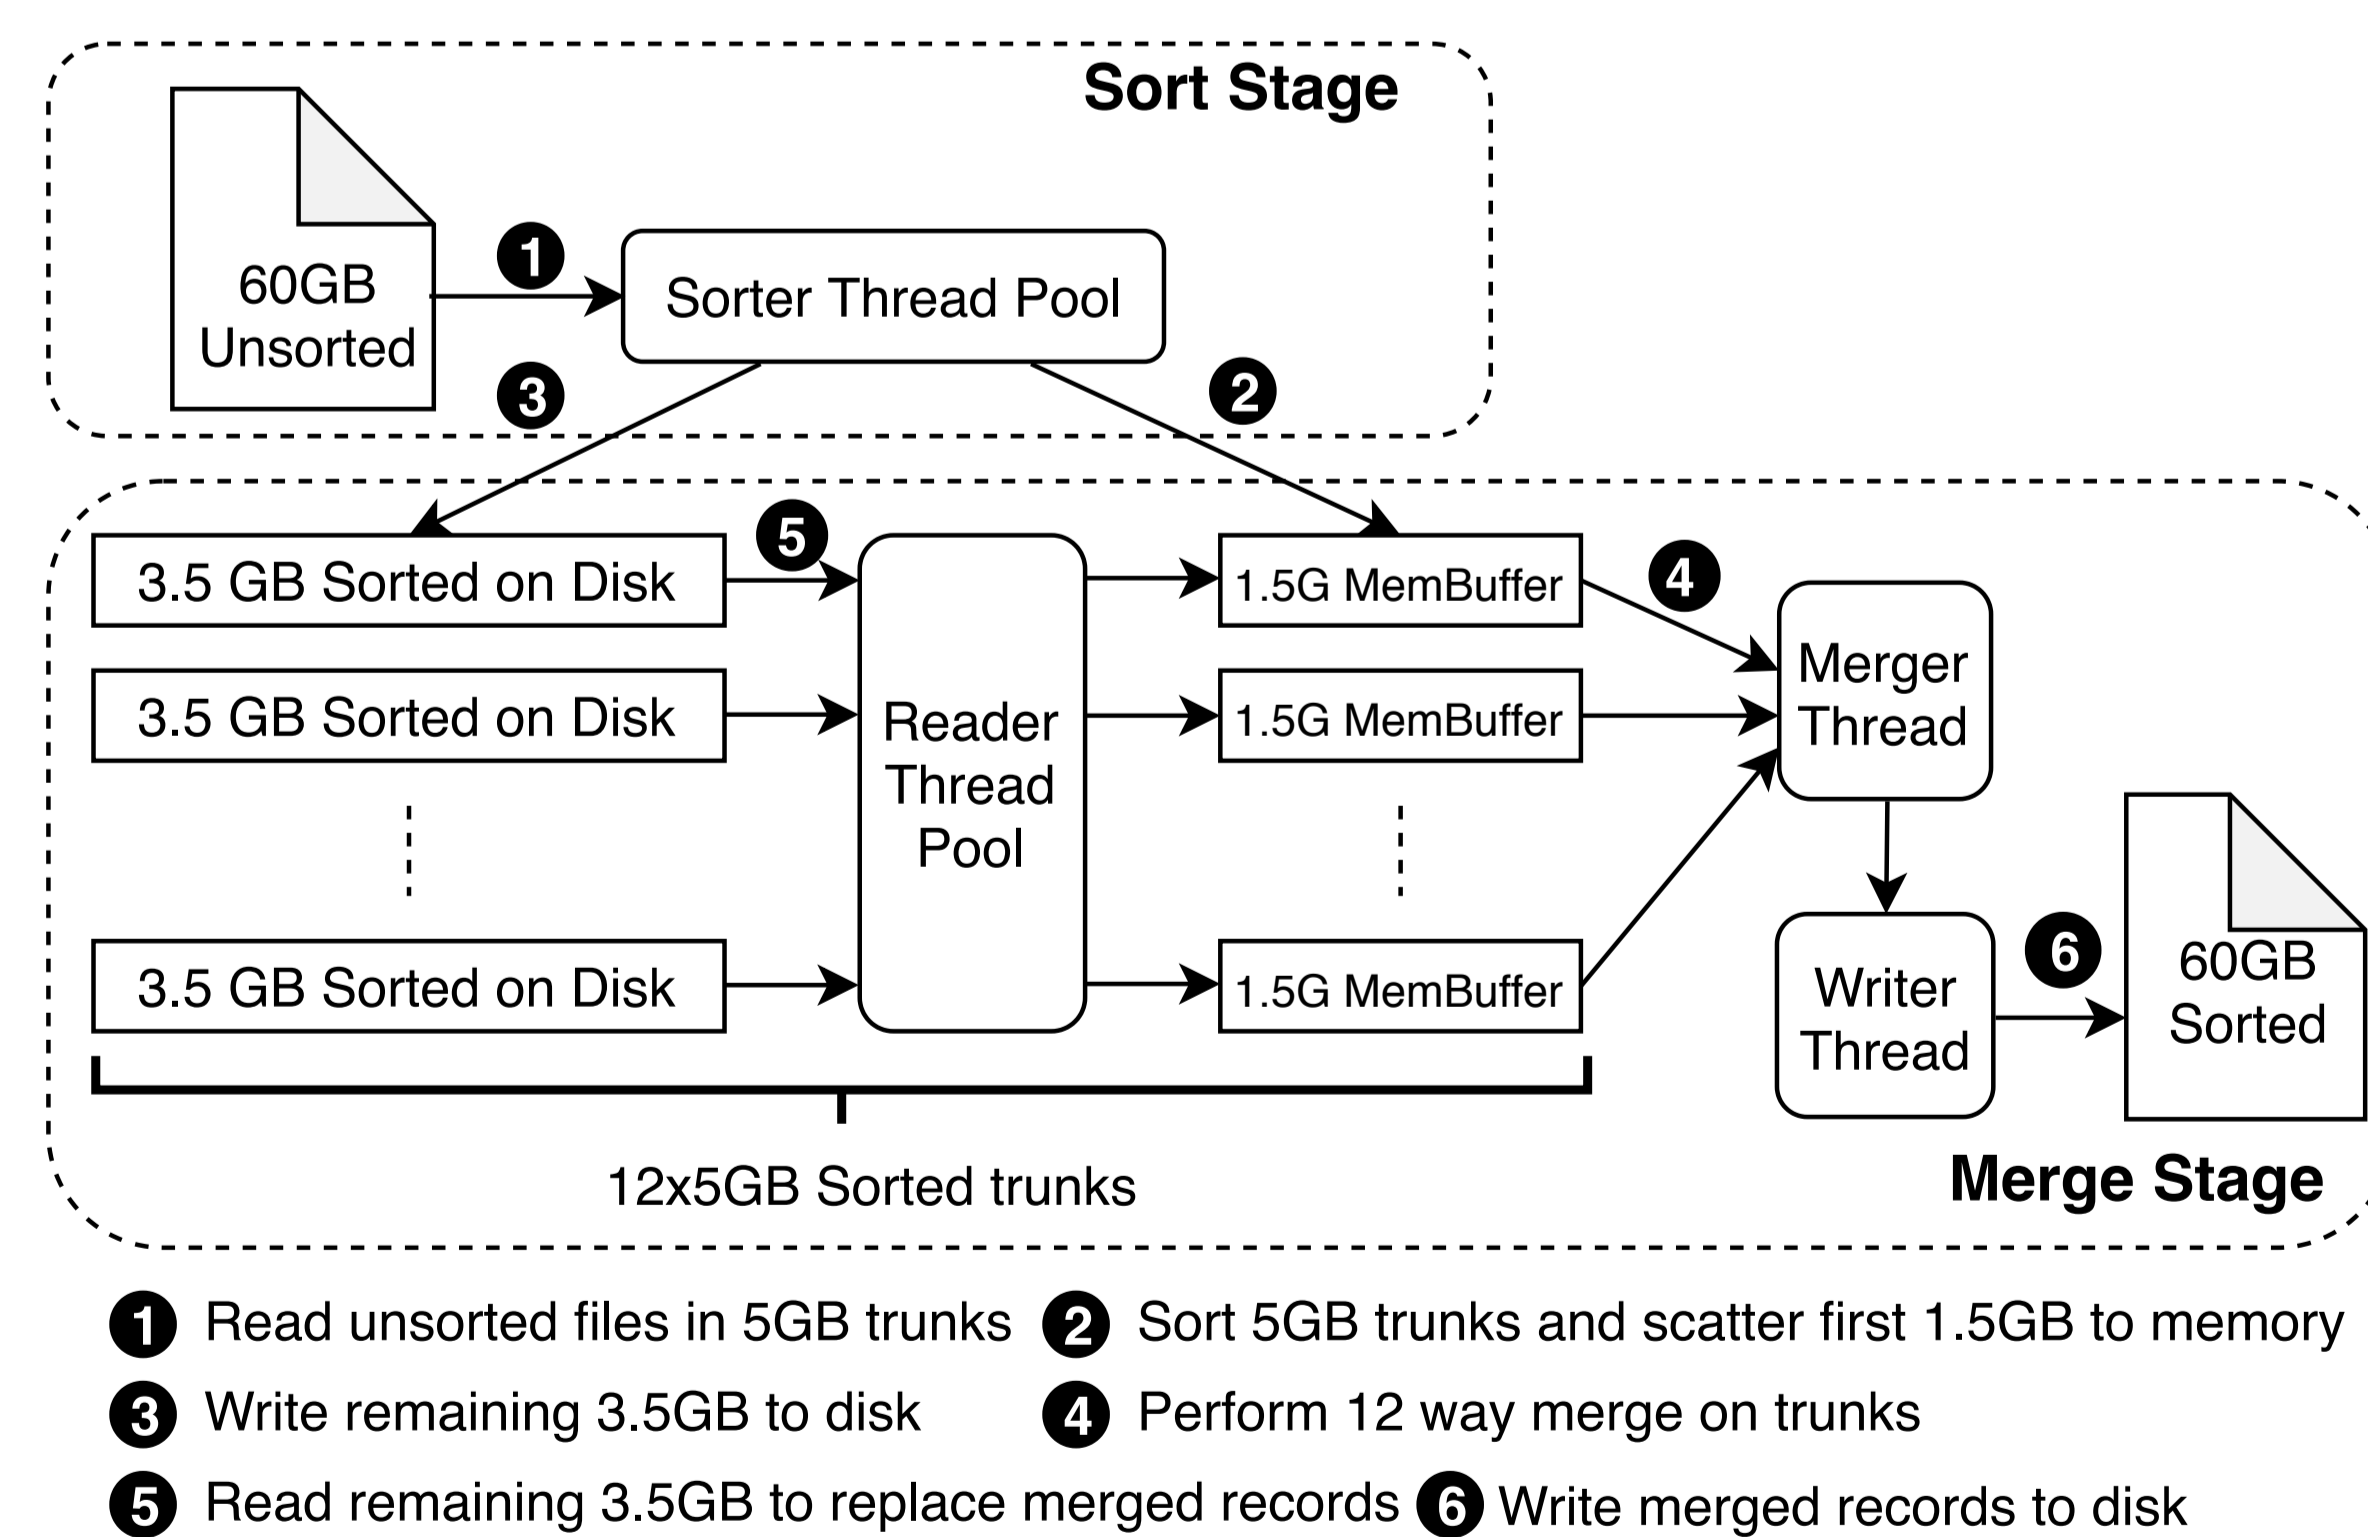 Sort Stage
60GB
Unsorted
1
Sorter Thread Pool
3
2
5
3.5 GB Sorted on Disk
1.5G MemBuffer
4
3.5 GB Sorted on Disk
1.5G MemBuffer
3.5 GB Sorted on Disk
1.5G MemBuffer
Reader
Thread
Pool
Merger
Thread
Writer
Thread
6
60GB
Sorted
12x5GB Sorted trunks
Merge Stage
1 Read unsorted files in 5GB trunks
2 Sort 5GB trunks and scatter first 1.5GB to memory
3 Write remaining 3.5GB to disk
4 Perform 12 way merge on trunks
5 Read remaining 3.5GB to replace merged records
6 Write merged records to disk